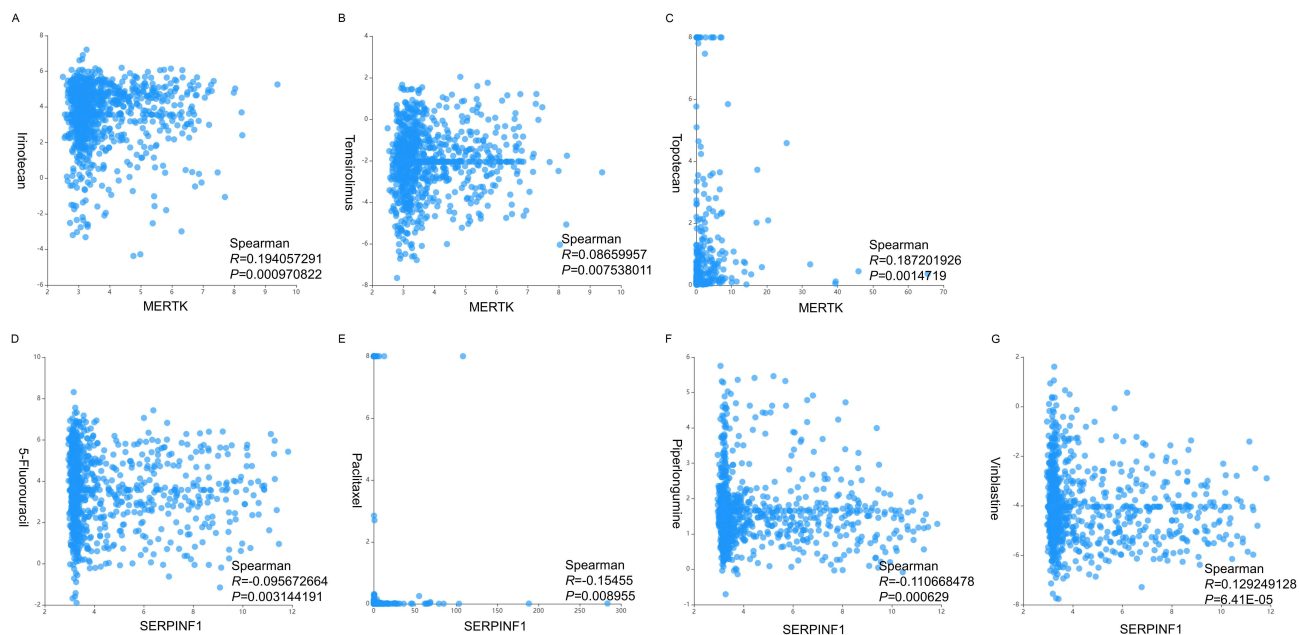 A
8
6
4
2
0
-2
-4
-6
Irinotecan
2
3
4
5
6
7
8
9
10
MERTK
Spearman
R=0.194057291
P=0.000970822
B
4
2
0
-2
-4
-6
-8
Temsirolimus
2
3
4
5
6
7
8
9
10
MERTK
Spearman
R=0.08659957
P=0.007538011
C
8
6
4
2
0
Topotecan
0
10
20
30
40
50
60
70
MERTK
Spearman
R=0.187201926
P=0.0014719
D
10
8
6
4
2
0
-2
5-Fluorouracil
2
4
6
8
10
12
SERPINF1
Spearman
R=-0.095672664
P=0.003144191
E
8
6
4
2
0
Paclitaxel
0
50
100
150
200
250
300
SERPINF1
Spearman
R=-0.15455
P=0.008955
F
6
5
4
3
2
1
0
-1
Piperlongumine
2
4
6
8
10
12
SERPINF1
Spearman
R=-0.110668478
P=0.000629
G
2
0
-2
-4
-6
-8
Vinblastine
2
4
6
8
10
12
SERPINF1
Spearman
R=0.129249128
P=6.41E-05